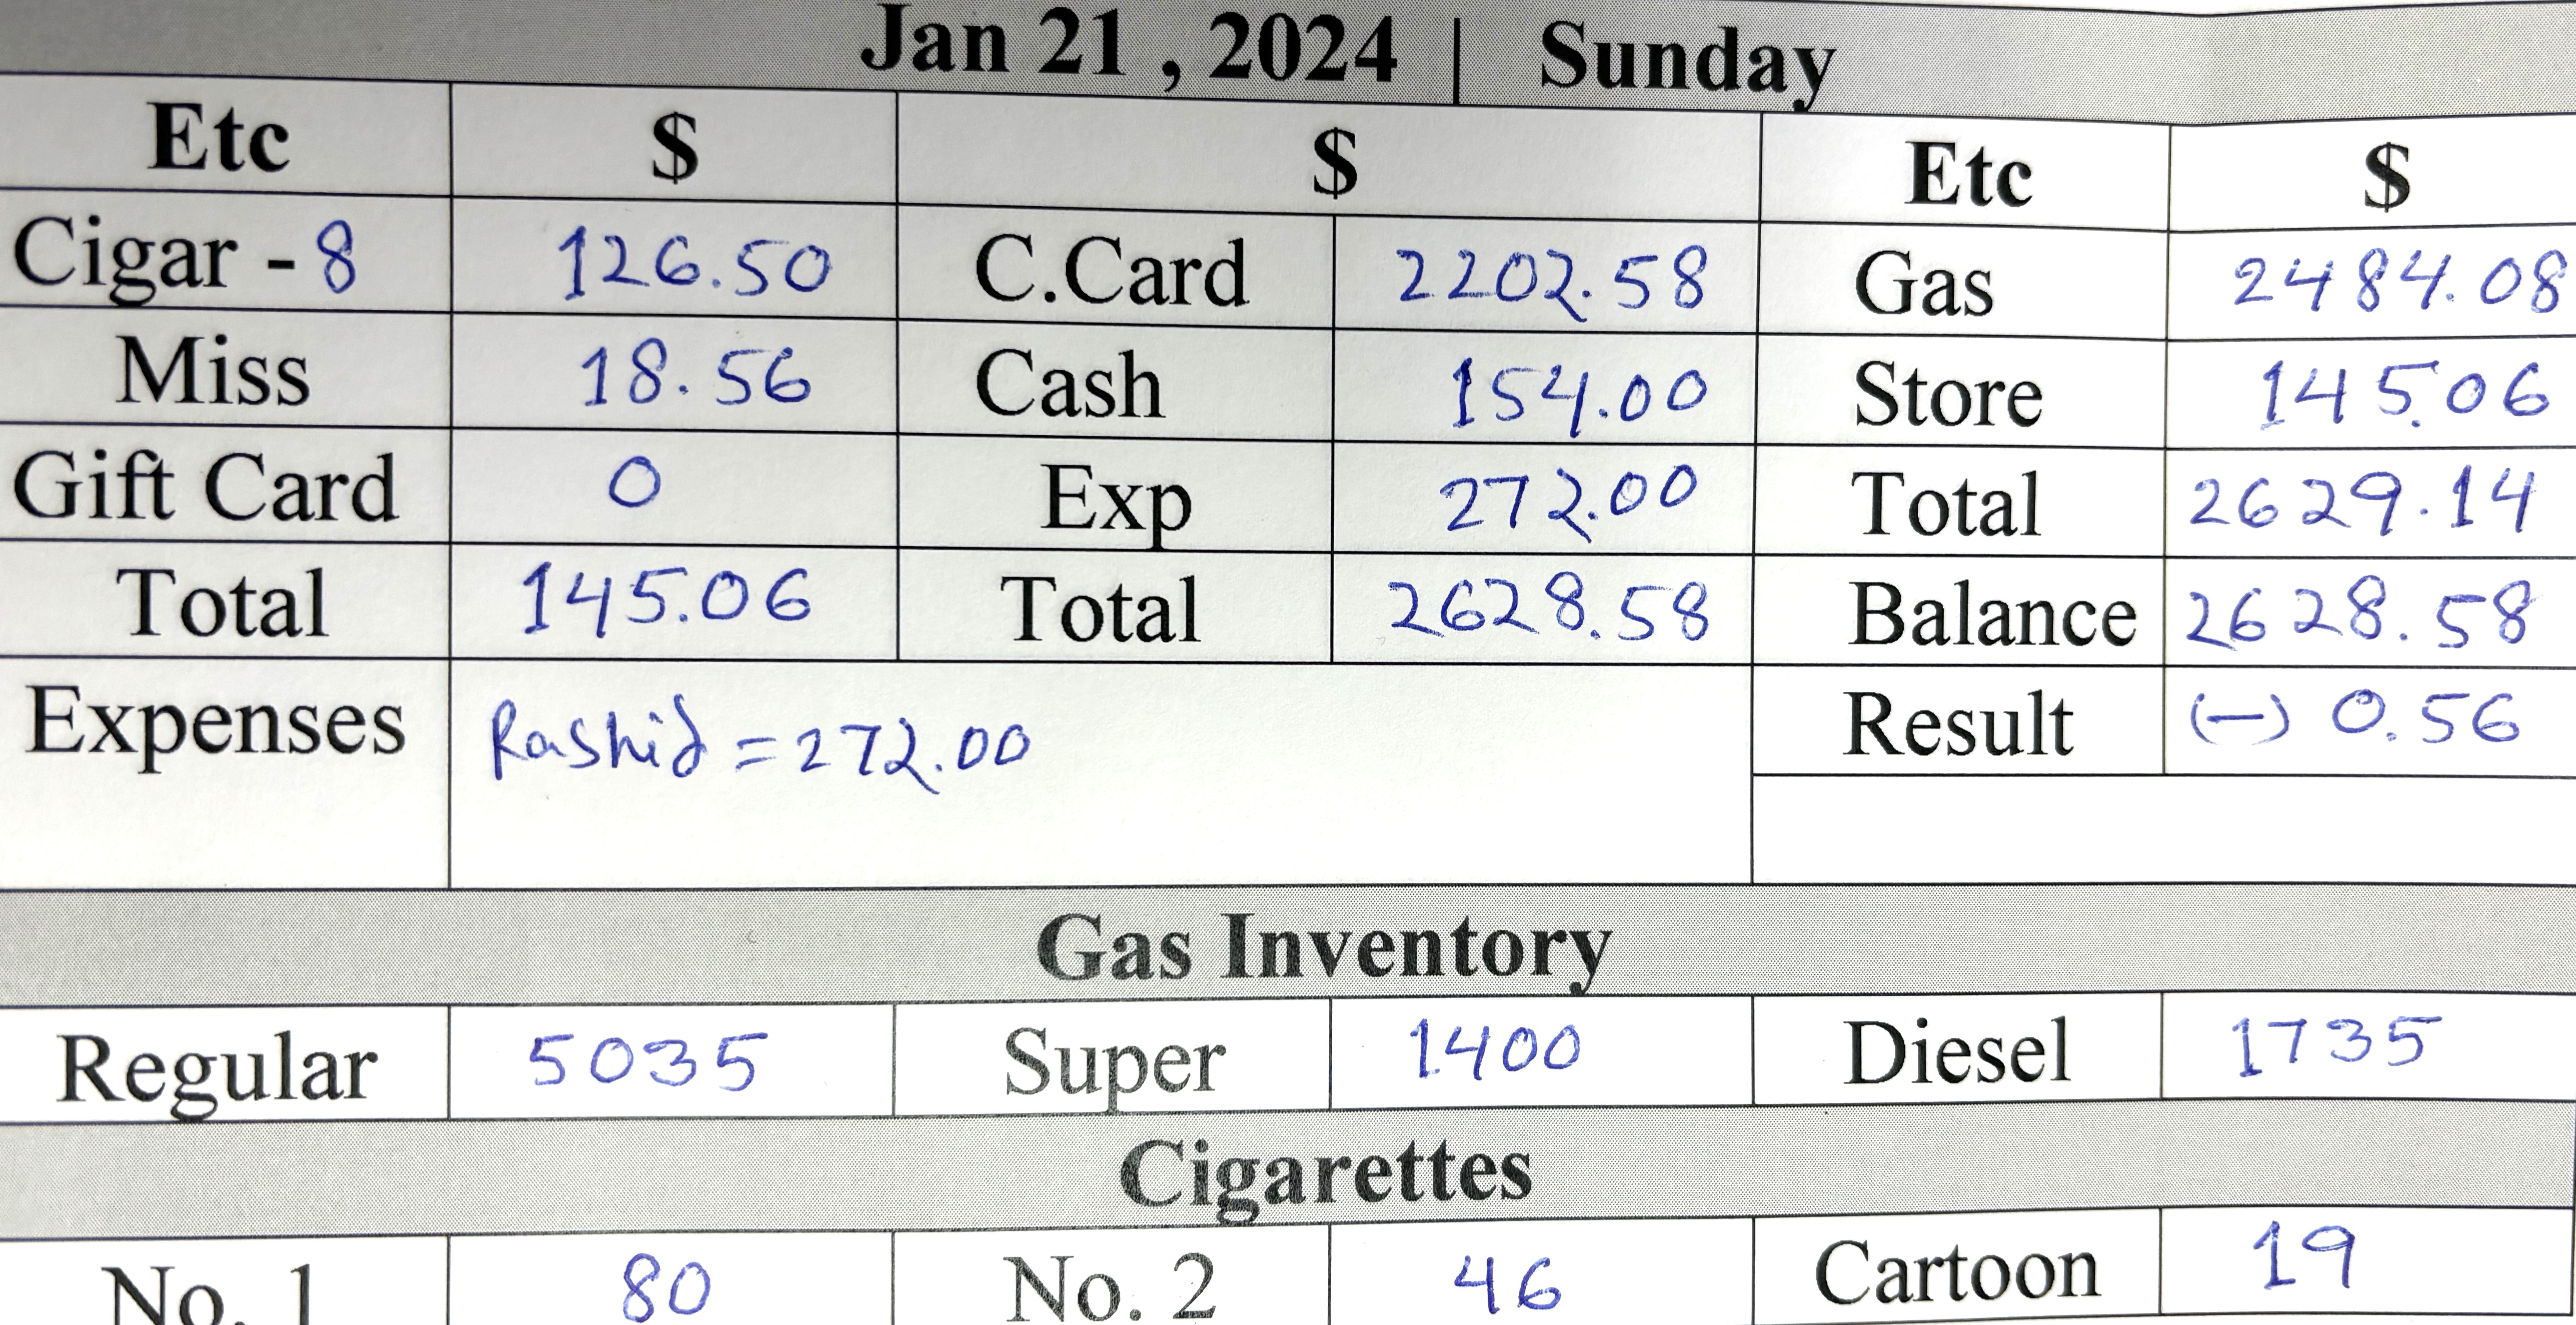 Jan 21 , 2024 | Sunday
Etc $ $ Etc $
Cigar - 8 126.50 C.Card 2202.58 Gas 2484.08
Miss 18.56 Cash 154.00 Store 145.06
Gift Card 0 Exp 272.00 Total 2629.14
Total 145.06 Total 2628.58 Balance 2628.58
Expenses Rashid = 272.00 Result (-) 0.56
Gas Inventory
Regular 5035 Super 1400 Diesel 1735
Cigarettes
No. 1 80 No. 2 46 Cartoon 19